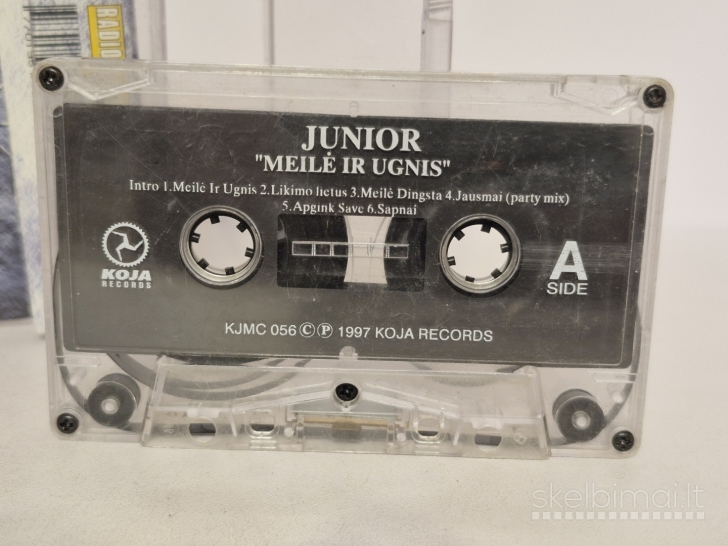 RADIO
JUNIOR
"MEILĖ IR UGNIS"
Intro 1.Meilė Ir Ugnis 2.Likimo lietus 3.Meilė Dingsta 4.Jausmai (party mix)
5.Apgink Save 6.Sapnai
KOJA
RECORDS
A
SIDE
KJMC 056 Ⓒ Ⓟ 1997 KOJA RECORDS
skelbimai.lt